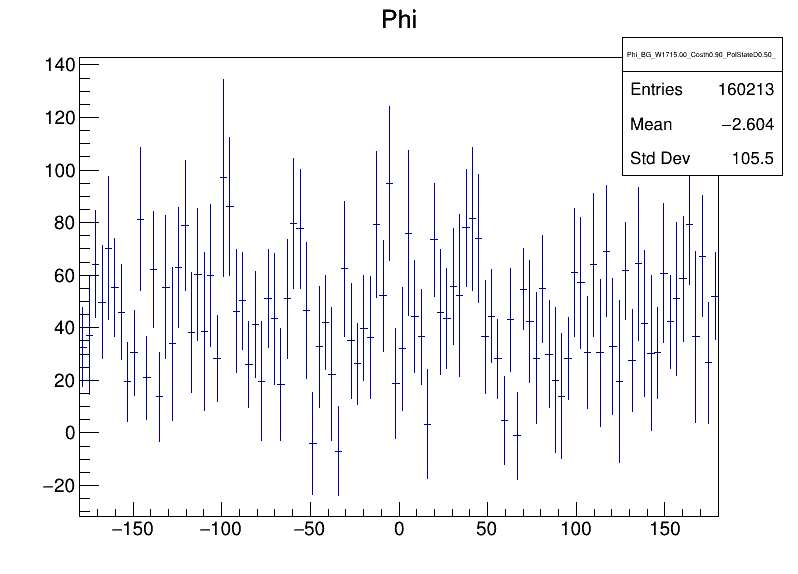 Phi
Phi_BG_W1715.00_Costh0.90_PolStateD0.50_
Entries 160213
Mean −2.604
Std Dev 105.5
140
120
100
80
60
40
20
0
−20
−150 −100 −50 0 50 100 150